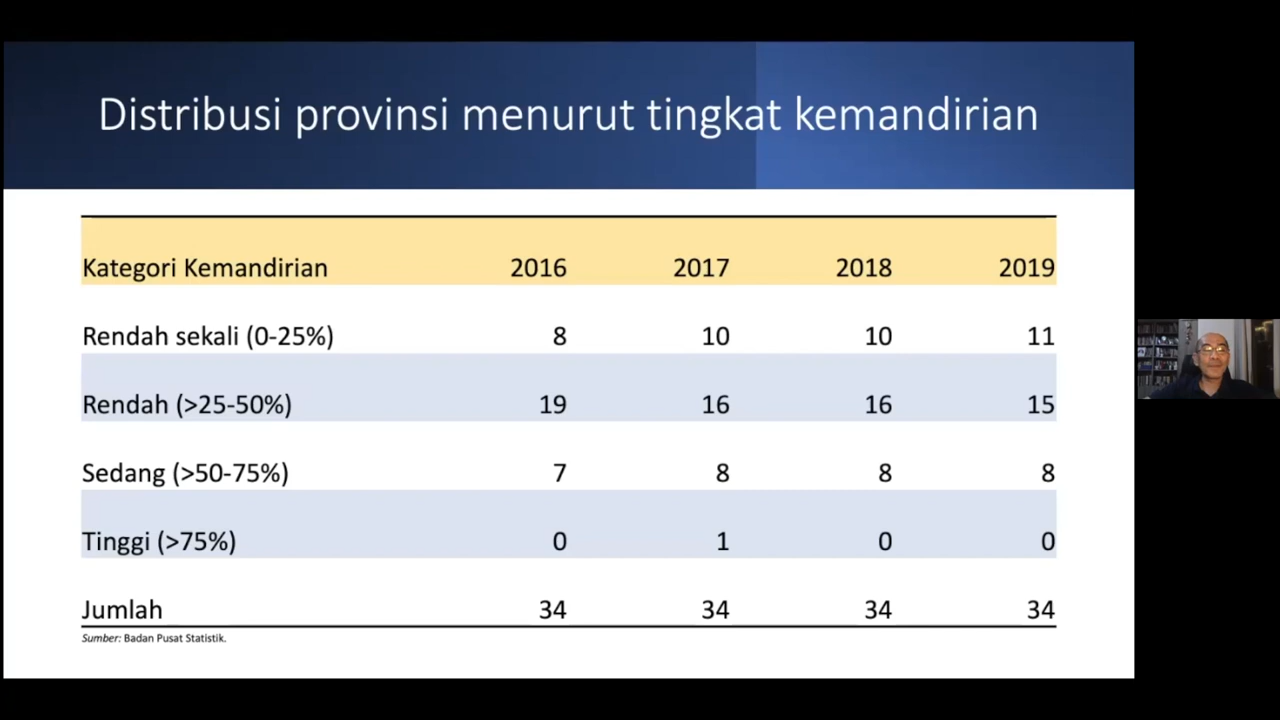 Distribusi provinsi menurut tingkat kemandirian
Kategori Kemandirian 2016 2017 2018 2019
Rendah sekali (0-25%) 8 10 10 11
Rendah (>25-50%) 19 16 16 15
Sedang (>50-75%) 7 8 8 8
Tinggi (>75%) 0 1 0 0
Jumlah 34 34 34 34
Sumber: Badan Pusat Statistik.